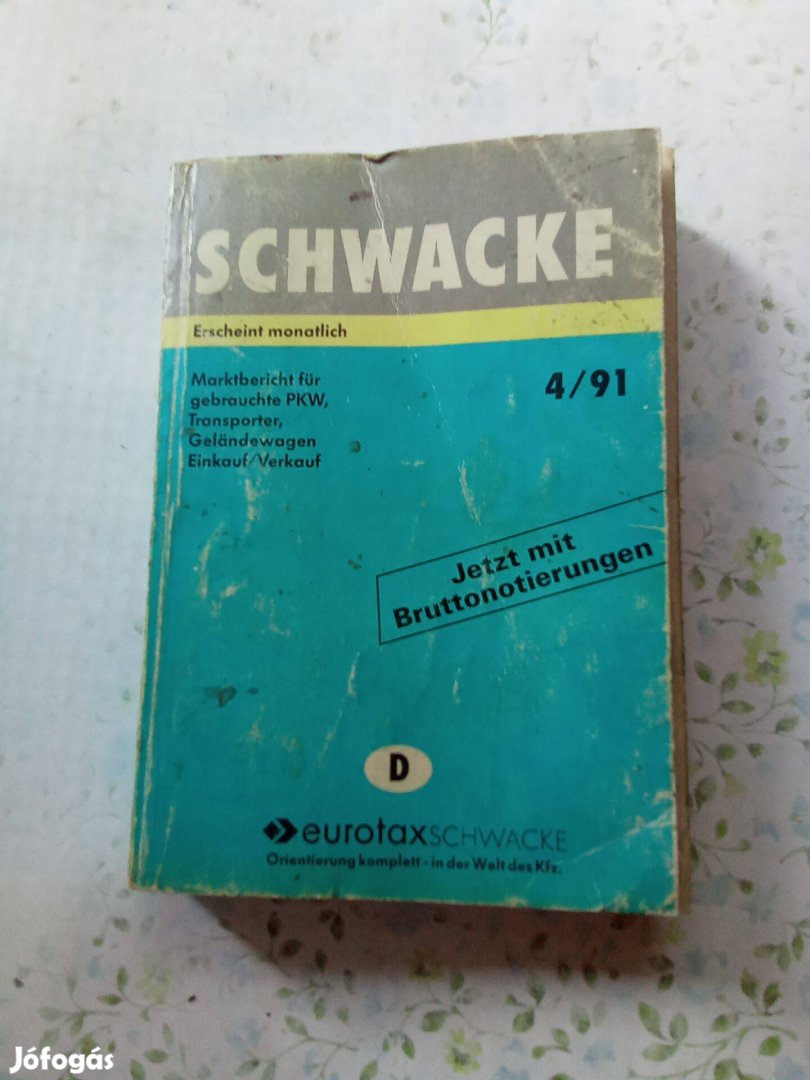 SCHWACKE
Erscheint monatlich
Marktbericht für
gebrauchte PKW,
Transporter,
Geländewagen
Einkauf/Verkauf
4/91
Jetzt mit
Bruttonotierungen
D
eurotaxSCHWACKE
Orientierung komplett - in der Welt des Kfz.
Jófogás